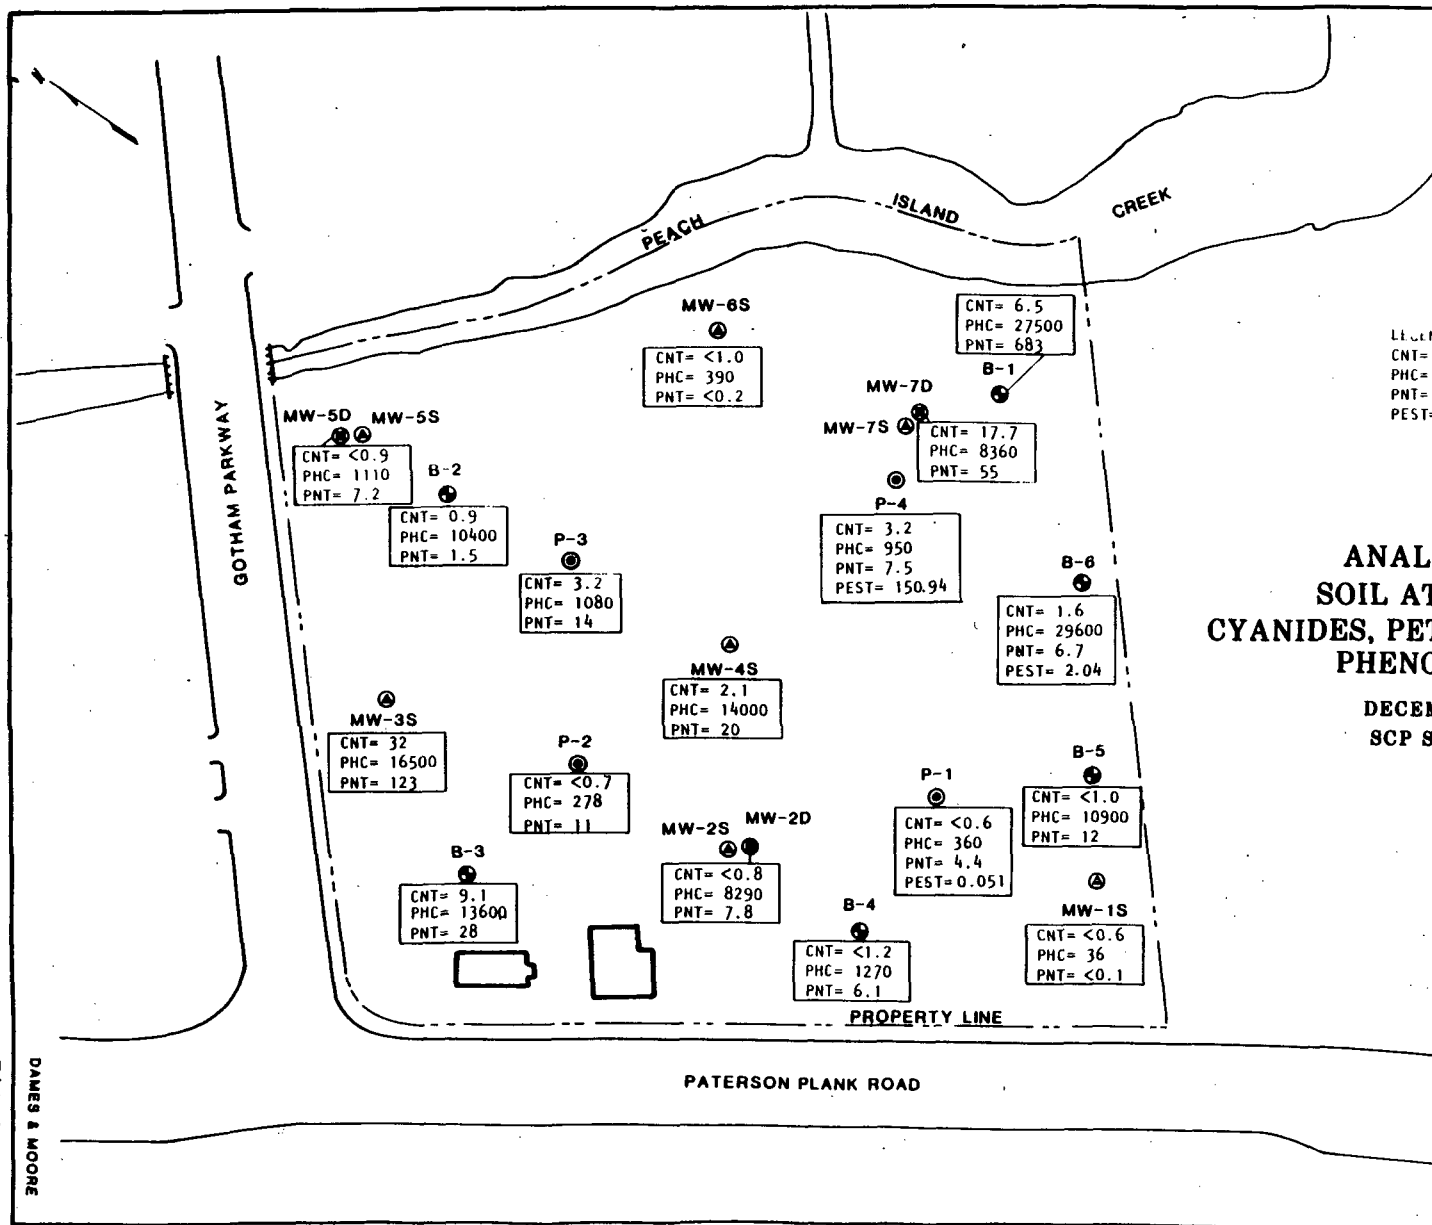 PEACH
ISLAND
CREEK
MW-6S
CNT= <1.0
PHC= 390
PNT= <0.2
CNT= 6.5
PHC= 27500
PNT= 683
B-1
MW-7D
MW-7S
CNT= 17.7
PHC= 8360
PNT= 55
CNT=
PHC=
PNT=
PEST=
MW-5D
MW-5S
CNT= <0.9
PHC= 1110
PNT= 7.2
GOTHAM PARKWAY
B-2
CNT= 0.9
PHC= 10400
PNT= 1.5
P-4
CNT= 3.2
PHC= 950
PNT= 7.5
PEST= 150.94
P-3
CNT= 3.2
PHC= 1080
PNT= 14
B-6
CNT= 1.6
PHC= 29600
PNT= 6.7
PEST= 2.04
ANAL
SOIL AT
CYANIDES, PET
PHENO
DECEM
SCP S
MW-4S
CNT= 2.1
PHC= 14000
PNT= 20
MW-3S
CNT= 32
PHC= 16500
PNT= 123
P-2
CNT= <0.7
PHC= 278
PNT= 11
P-1
CNT= <0.6
PHC= 360
PNT= 4.4
PEST=0.051
B-5
CNT= <1.0
PHC= 10900
PNT= 12
MW-2S
MW-2D
CNT= <0.8
PHC= 8290
PNT= 7.8
B-3
CNT= 9.1
PHC= 13600
PNT= 28
B-4
CNT= <1.2
PHC= 1270
PNT= 6.1
MW-1S
CNT= <0.6
PHC= 36
PNT= <0.1
PROPERTY LINE
PATERSON PLANK ROAD
DAMES & MOORE